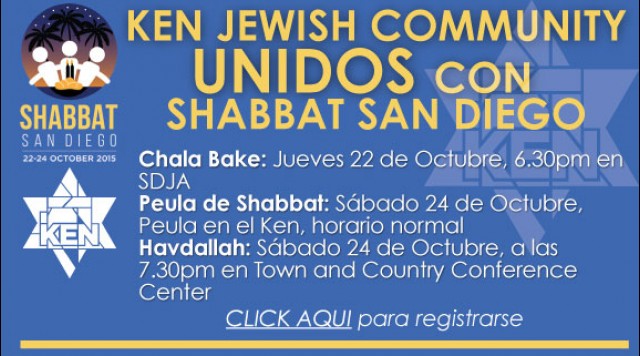 KEN JEWISH COMMUNITY
UNIDOS CON
SHABBAT SAN DIEGO
SHABBAT
SAN DIEGO
22-24 OCTOBER 2015
KEN
KEN
Chala Bake: Jueves 22 de Octubre, 6.30pm en
SDJA
Peula de Shabbat: Sábado 24 de Octubre,
Peula en el Ken, horario normal
Havdallah: Sábado 24 de Octubre, a las
7.30pm en Town and Country Conference
Center
CLICK AQUI para registrarse